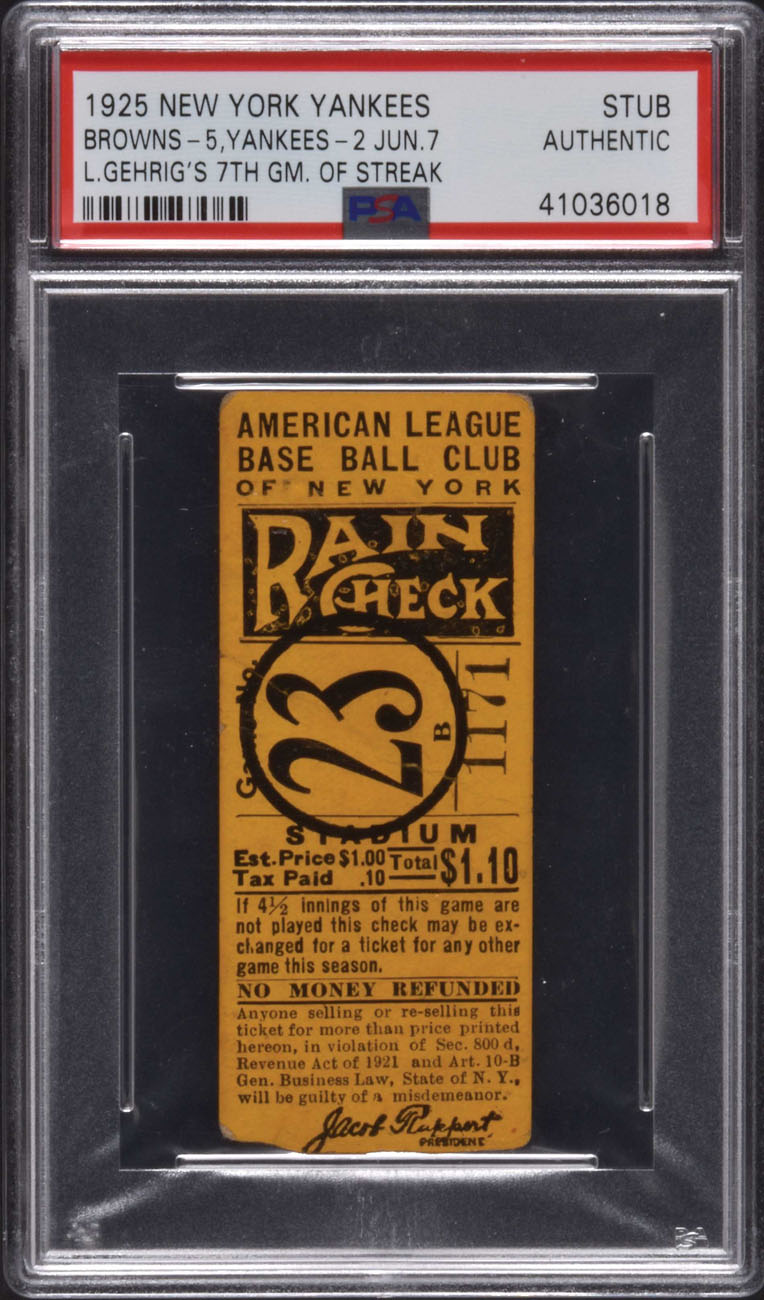 1925 NEW YORK YANKEES STUB
BROWNS-5,YANKEES-2 JUN.7 AUTHENTIC
L.GEHRIG'S 7TH GM. OF STREAK
PSA 41036018
AMERICAN LEAGUE
BASE BALL CLUB
OF NEW YORK
RAIN
CHECK
23
B
1171
STADIUM
Est. Price $1.00 Total $1.10
Tax Paid .10
If 4½ innings of this game are
not played this check may be ex-
changed for a ticket for any other
game this season.
NO MONEY REFUNDED
Anyone selling or re-selling this
ticket for more than price printed
hereon, in violation of Sec. 800 d,
Revenue Act of 1921 and Art. 10-B
Gen. Business Law, State of N. Y.,
will be guilty of a misdemeanor.
Jacob Ruppert
PRESIDENT
PSA